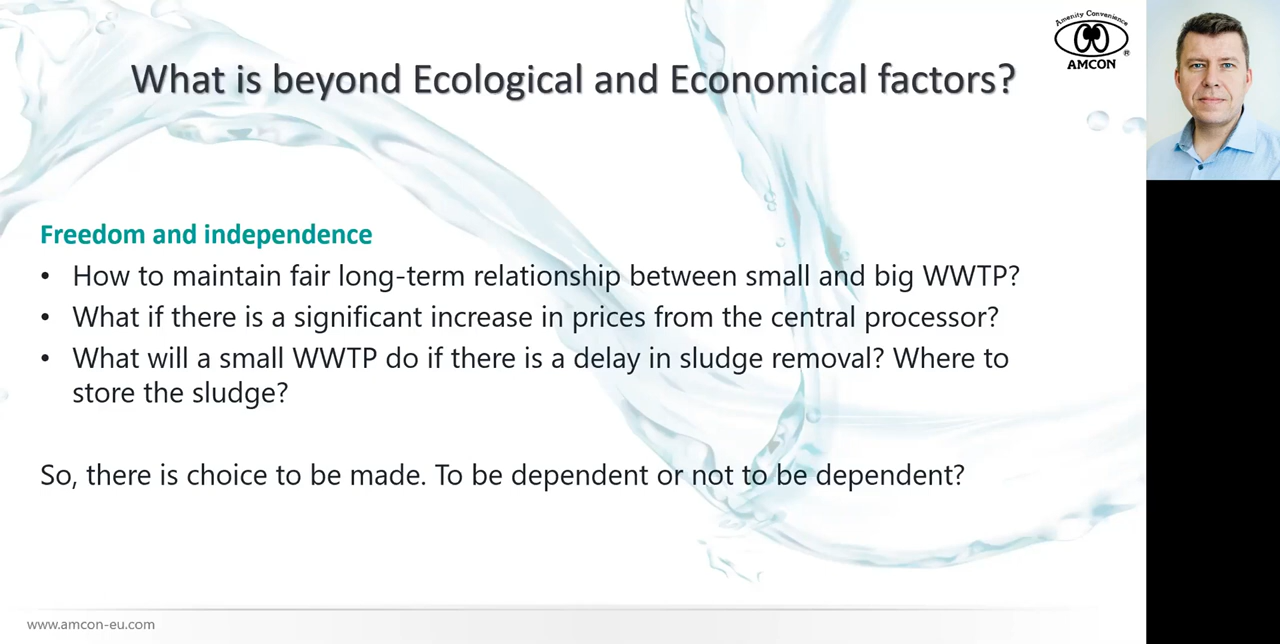 Amenity Convenience
AMCON
®
What is beyond Ecological and Economical factors?
Freedom and independence
• How to maintain fair long-term relationship between small and big WWTP?
• What if there is a significant increase in prices from the central processor?
• What will a small WWTP do if there is a delay in sludge removal? Where to
store the sludge?
So, there is choice to be made. To be dependent or not to be dependent?
www.amcon-eu.com